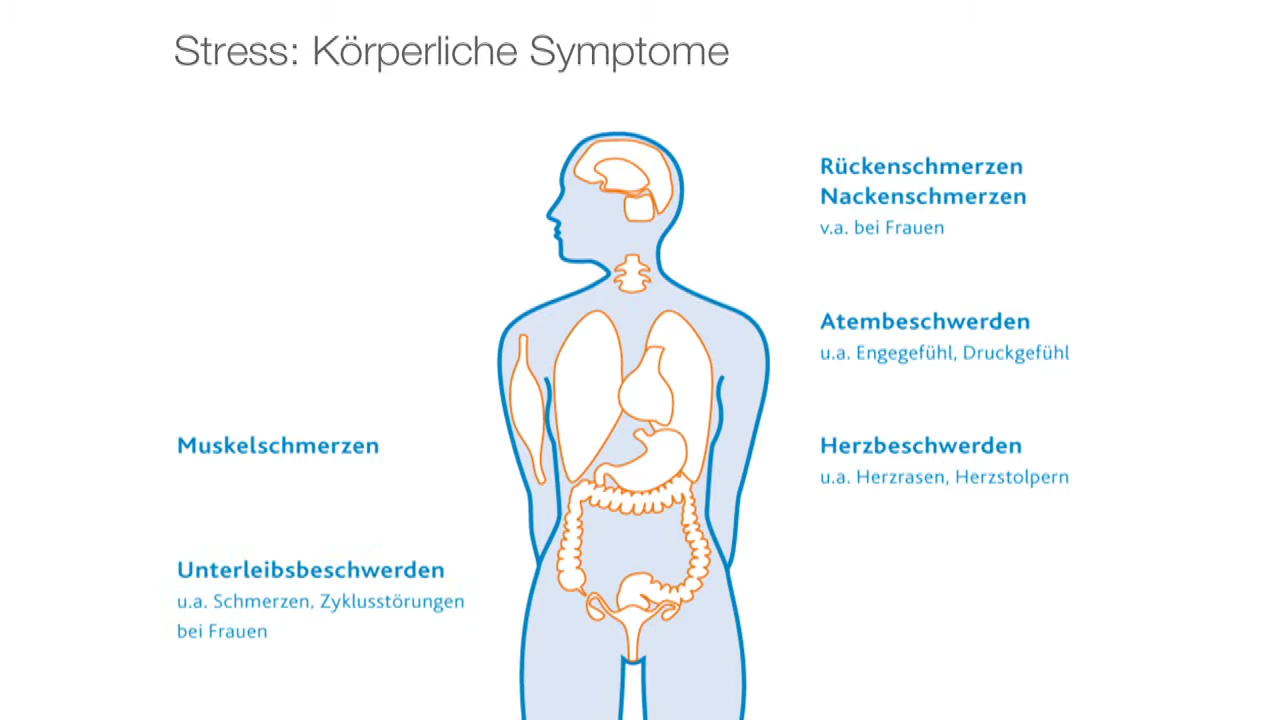 Stress: Körperliche Symptome
Rückenschmerzen
Nackenschmerzen
v.a. bei Frauen
Atembeschwerden
u.a. Engegefühl, Druckgefühl
Muskelschmerzen
Herzbeschwerden
u.a. Herzrasen, Herzstolpern
Unterleibsbeschwerden
u.a. Schmerzen, Zyklusstörungen
bei Frauen